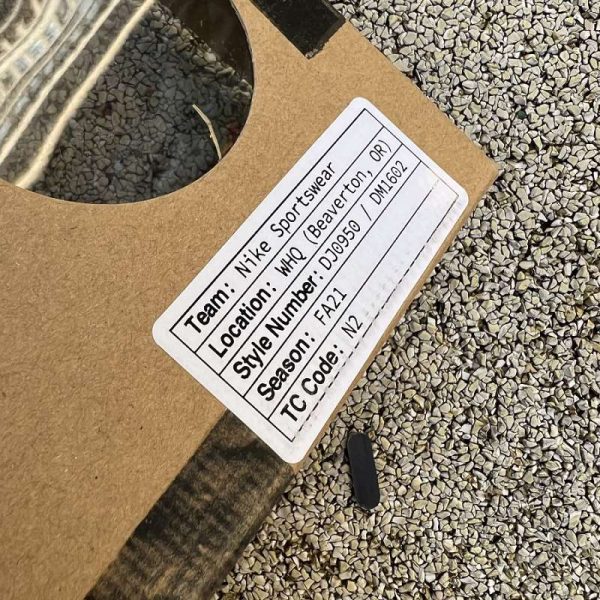 Team: Nike Sportswear
Location: WHQ (Beaverton, OR)
Style Number: DJ0950 / DM1602
Season: FA21
TC Code: N2